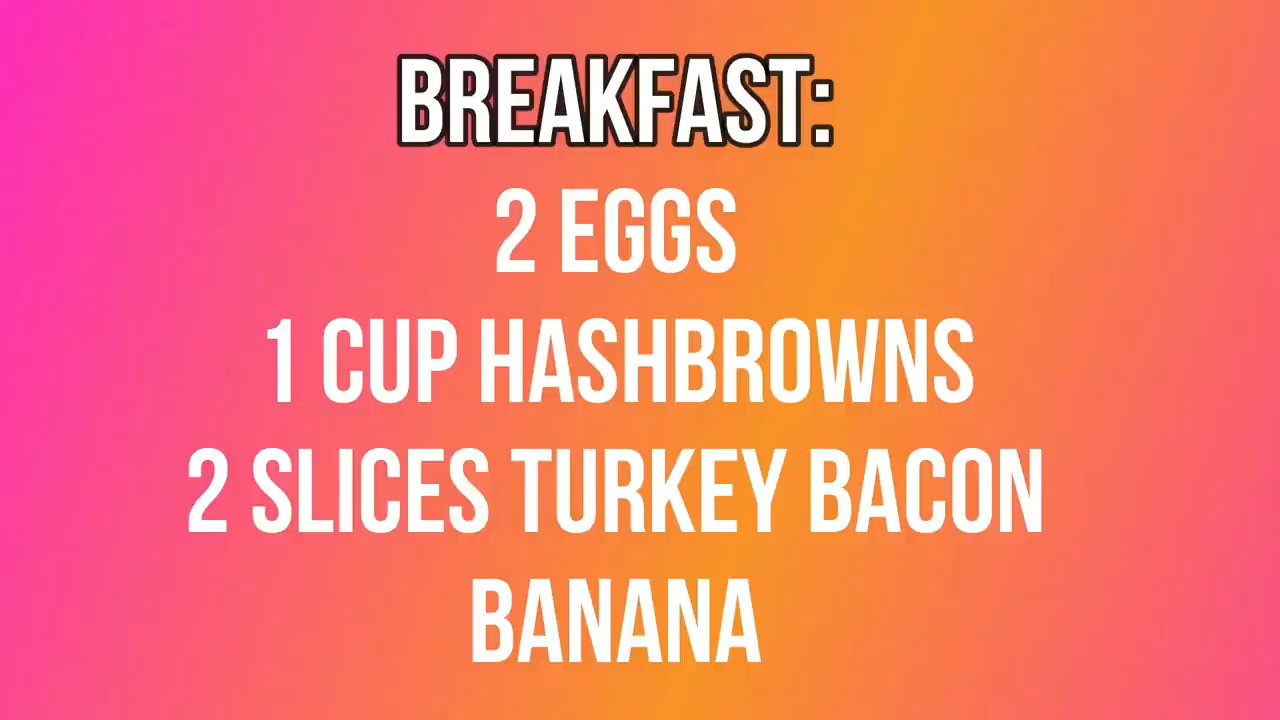 BREAKFAST:
2 EGGS
1 CUP HASHBROWNS
2 SLICES TURKEY BACON
BANANA